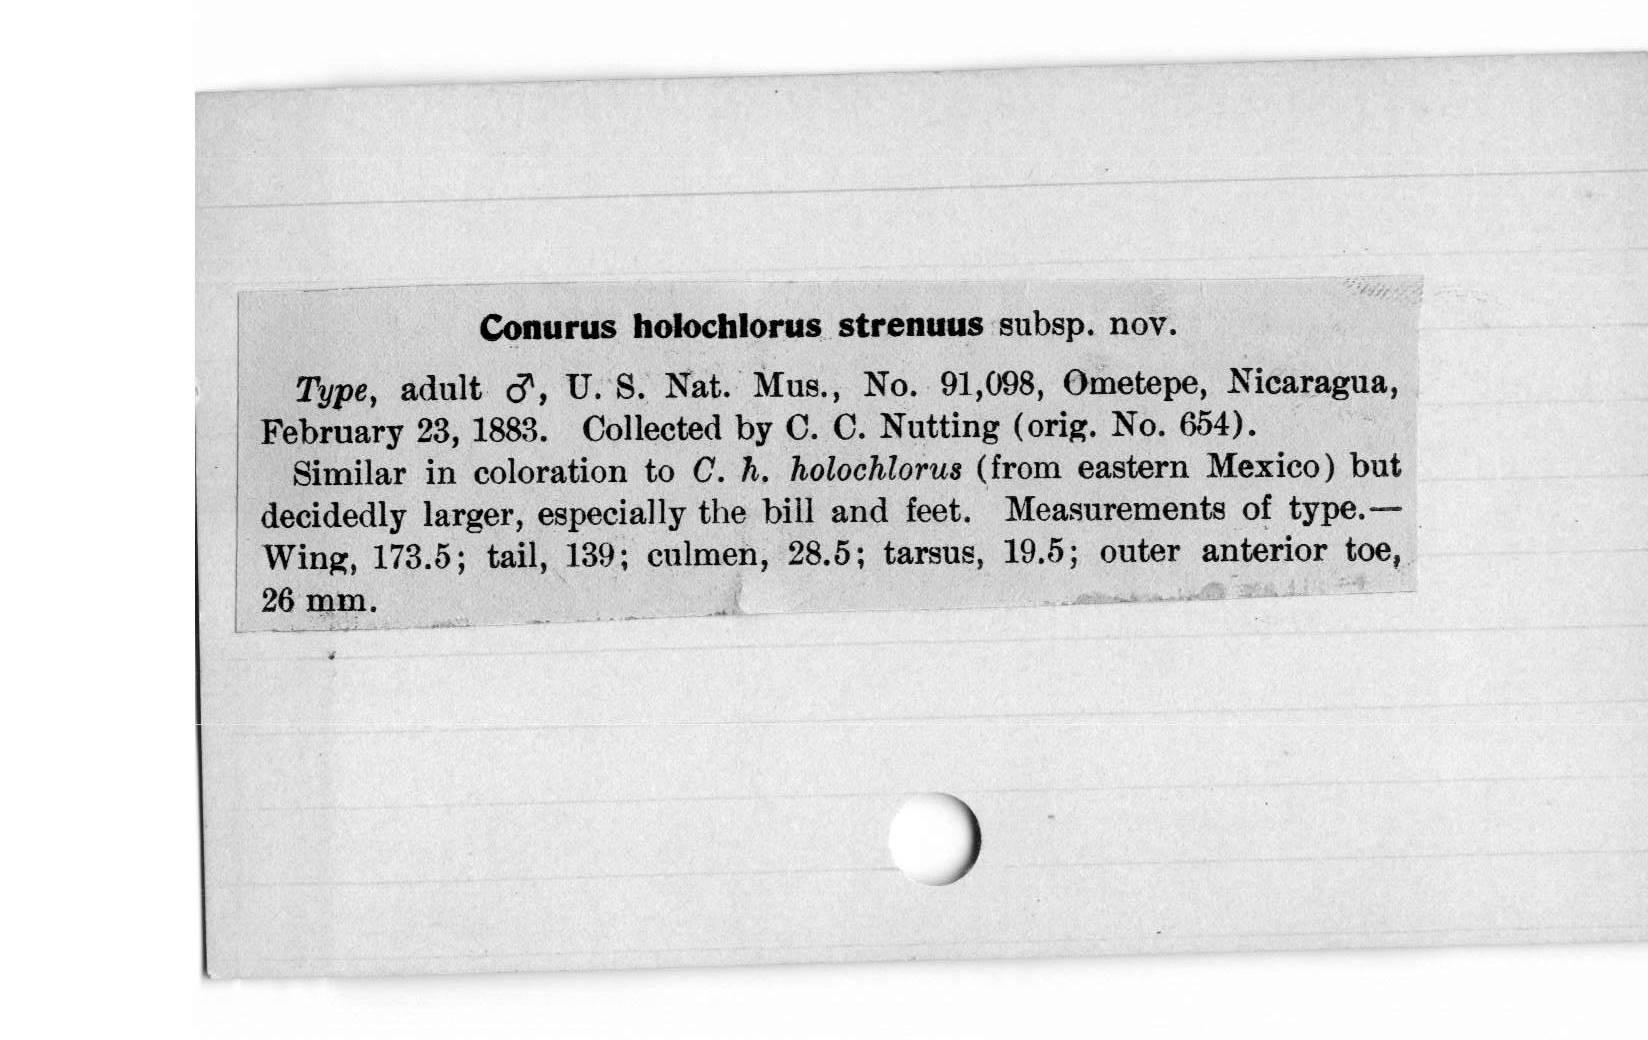 Conurus holochlorus strenuus subsp. nov.
Type, adult ♂, U. S. Nat. Mus., No. 91,098, Ometepe, Nicaragua,
February 23, 1883. Collected by C. C. Nutting (orig. No. 654).
Similar in coloration to C. h. holochlorus (from eastern Mexico) but
decidedly larger, especially the bill and feet. Measurements of type.—
Wing, 173.5; tail, 139; culmen, 28.5; tarsus, 19.5; outer anterior toe,
26 mm.